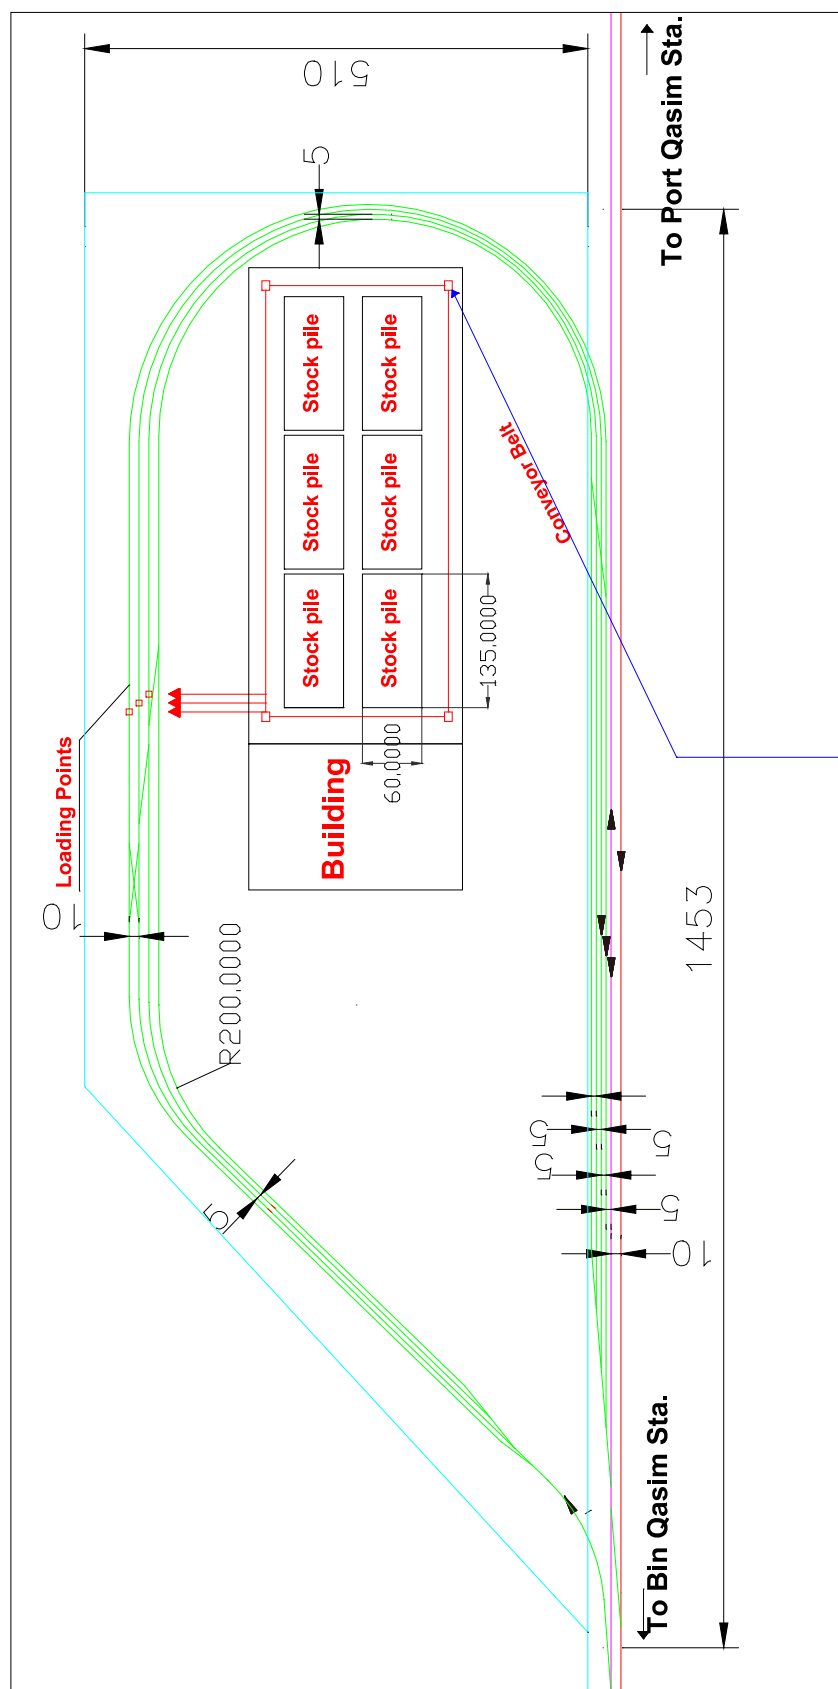 510
To Port Qasim Sta.
5
Stock pile
Stock pile
Conveyor Belt
Stock pile
Stock pile
Stock pile
Stock pile
135.0000
60.0000
Loading Points
Building
10
1453
R200.0000
5
5
5
5
5
10
To Bin Qasim Sta.